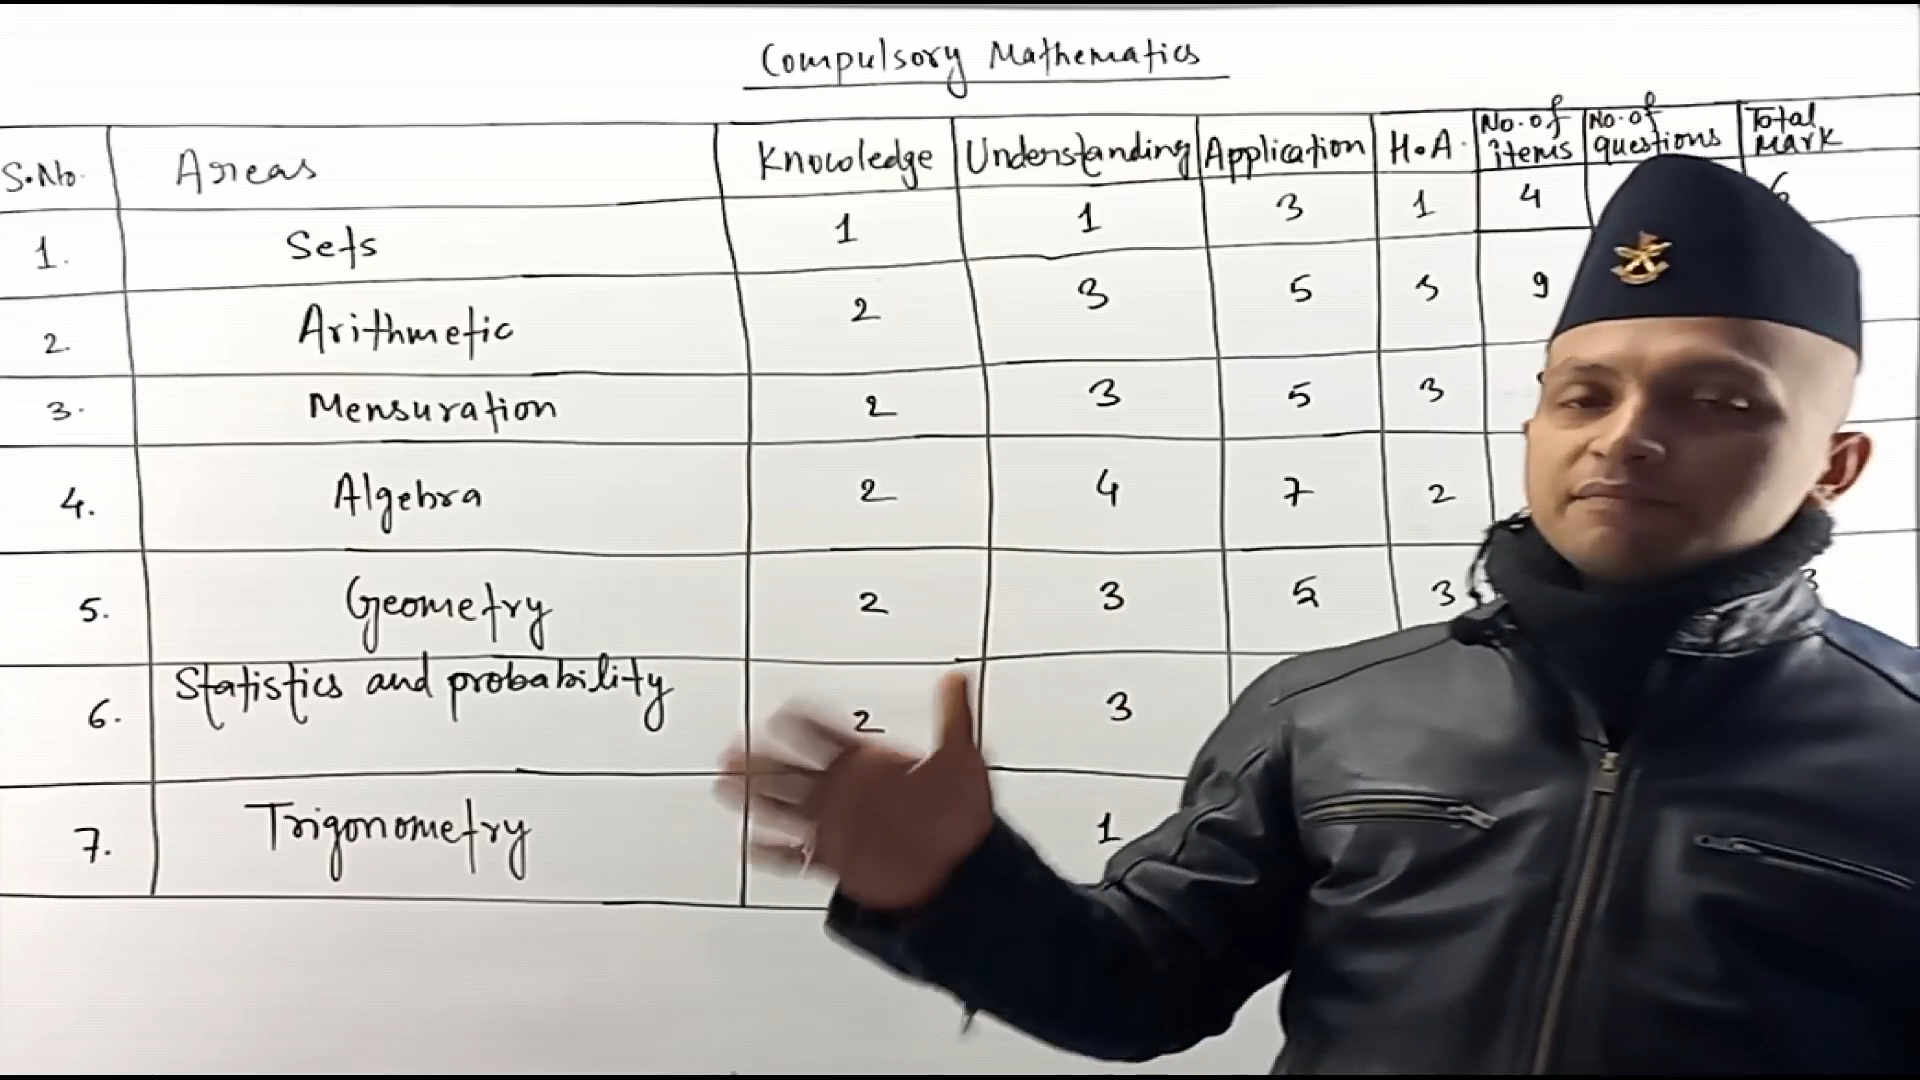 Compulsory Mathematics
S.No. Areas Knowledge Understanding Application H.A. No. of items No. of questions Total Mark
1. Sets 1 1 3 1 4 6
2. Arithmetic 2 3 5 3 9
3. Mensuration 2 3 5 3
4. Algebra 2 4 7 2
5. Geometry 2 3 5 3 3
6. Statistics and probability 2 3
7. Trigonometry 1